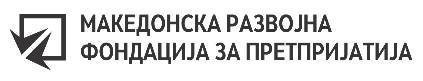 МАКЕДОНСКА РАЗВОЈНА
ФОНДАЦИЈА ЗА ПРЕТПРИЈАТИЈА